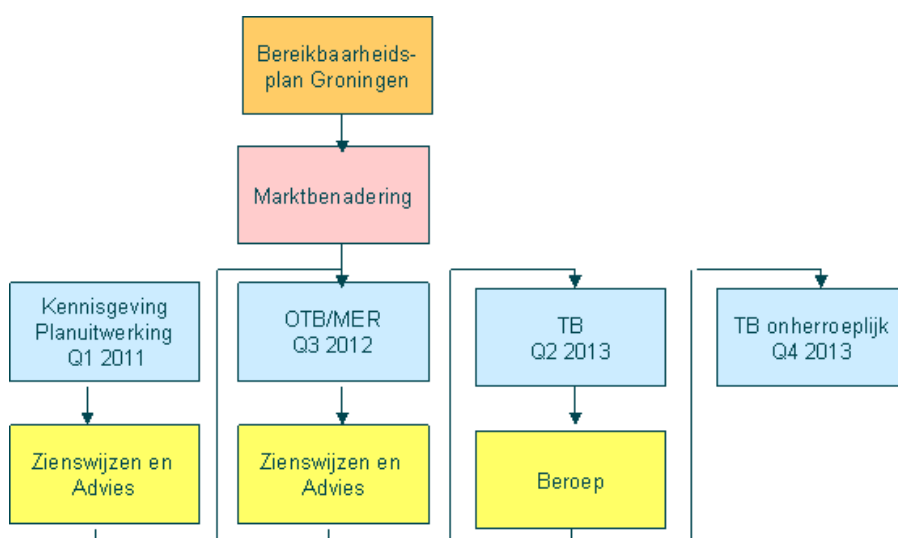 Bereikbaarheids-
plan Groningen
Marktbenadering
Kennisgeving
Planuitwerking
Q1 2011
OTB/MER
Q3 2012
TB
Q2 2013
TB onherroeplijk
Q4 2013
Zienswijzen en
Advies
Zienswijzen en
Advies
Beroep